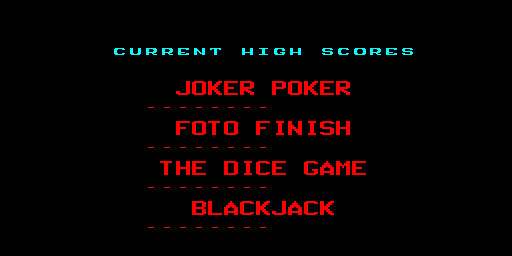 CURRENT HIGH SCORES
JOKER POKER
- - - - - - - -
FOTO FINISH
- - - - - - - -
THE DICE GAME
- - - - - - - -
BLACKJACK
- - - - - - - -